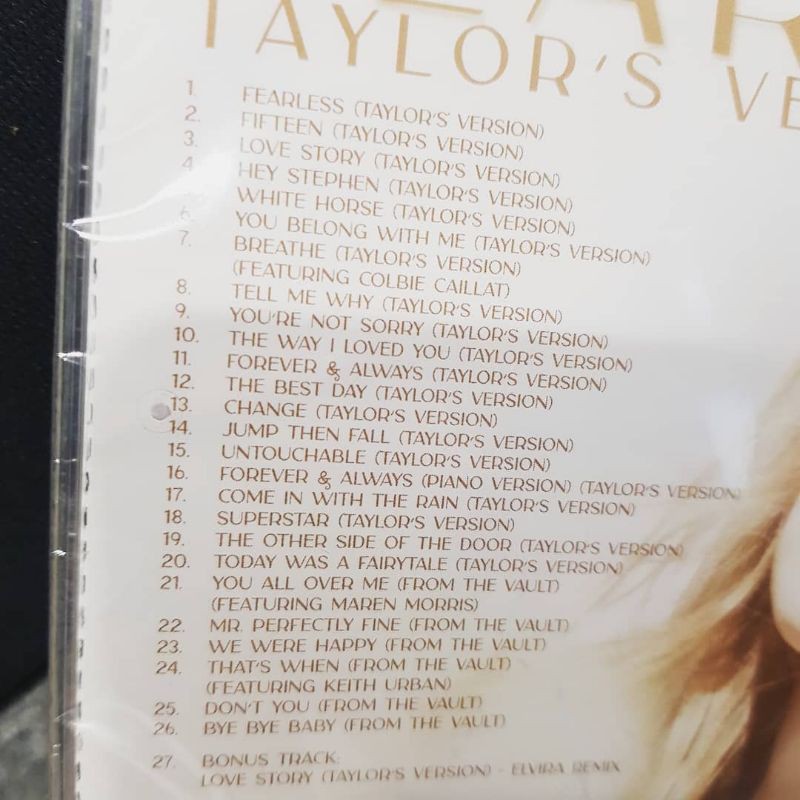 TAYLOR'S VE
1. FEARLESS (TAYLOR'S VERSION)
2. FIFTEEN (TAYLOR'S VERSION)
3. LOVE STORY (TAYLOR'S VERSION)
4 HEY STEPHEN (TAYLOR'S VERSION)
WHITE HORSE (TAYLOR'S VERSION)
6. YOU BELONG WITH ME (TAYLOR'S VERSION)
7. BREATHE (TAYLOR'S VERSION)
(FEATURING COLBIE CAILLAT)
8. TELL ME WHY (TAYLOR'S VERSION)
9. YOU'RE NOT SORRY (TAYLOR'S VERSION)
10. THE WAY I LOVED YOU (TAYLOR'S VERSION)
11. FOREVER & ALWAYS (TAYLOR'S VERSION)
12. THE BEST DAY (TAYLOR'S VERSION)
13. CHANGE (TAYLOR'S VERSION)
14. JUMP THEN FALL (TAYLOR'S VERSION)
15. UNTOUCHABLE (TAYLOR'S VERSION)
16. FOREVER & ALWAYS (PIANO VERSION) (TAYLOR'S VERSION)
17. COME IN WITH THE RAIN (TAYLOR'S VERSION)
18. SUPERSTAR (TAYLOR'S VERSION)
19. THE OTHER SIDE OF THE DOOR (TAYLOR'S VERSION)
20. TODAY WAS A FAIRYTALE (TAYLOR'S VERSION)
21. YOU ALL OVER ME (FROM THE VAULT)
(FEATURING MAREN MORRIS)
22. MR. PERFECTLY FINE (FROM THE VAULT)
23. WE WERE HAPPY (FROM THE VAULT)
24. THAT'S WHEN (FROM THE VAULT)
(FEATURING KEITH URBAN)
25. DON'T YOU (FROM THE VAULT)
26. BYE BYE BABY (FROM THE VAULT)
27. BONUS TRACK:
LOVE STORY (TAYLOR'S VERSION) - ELVIRA REMIX